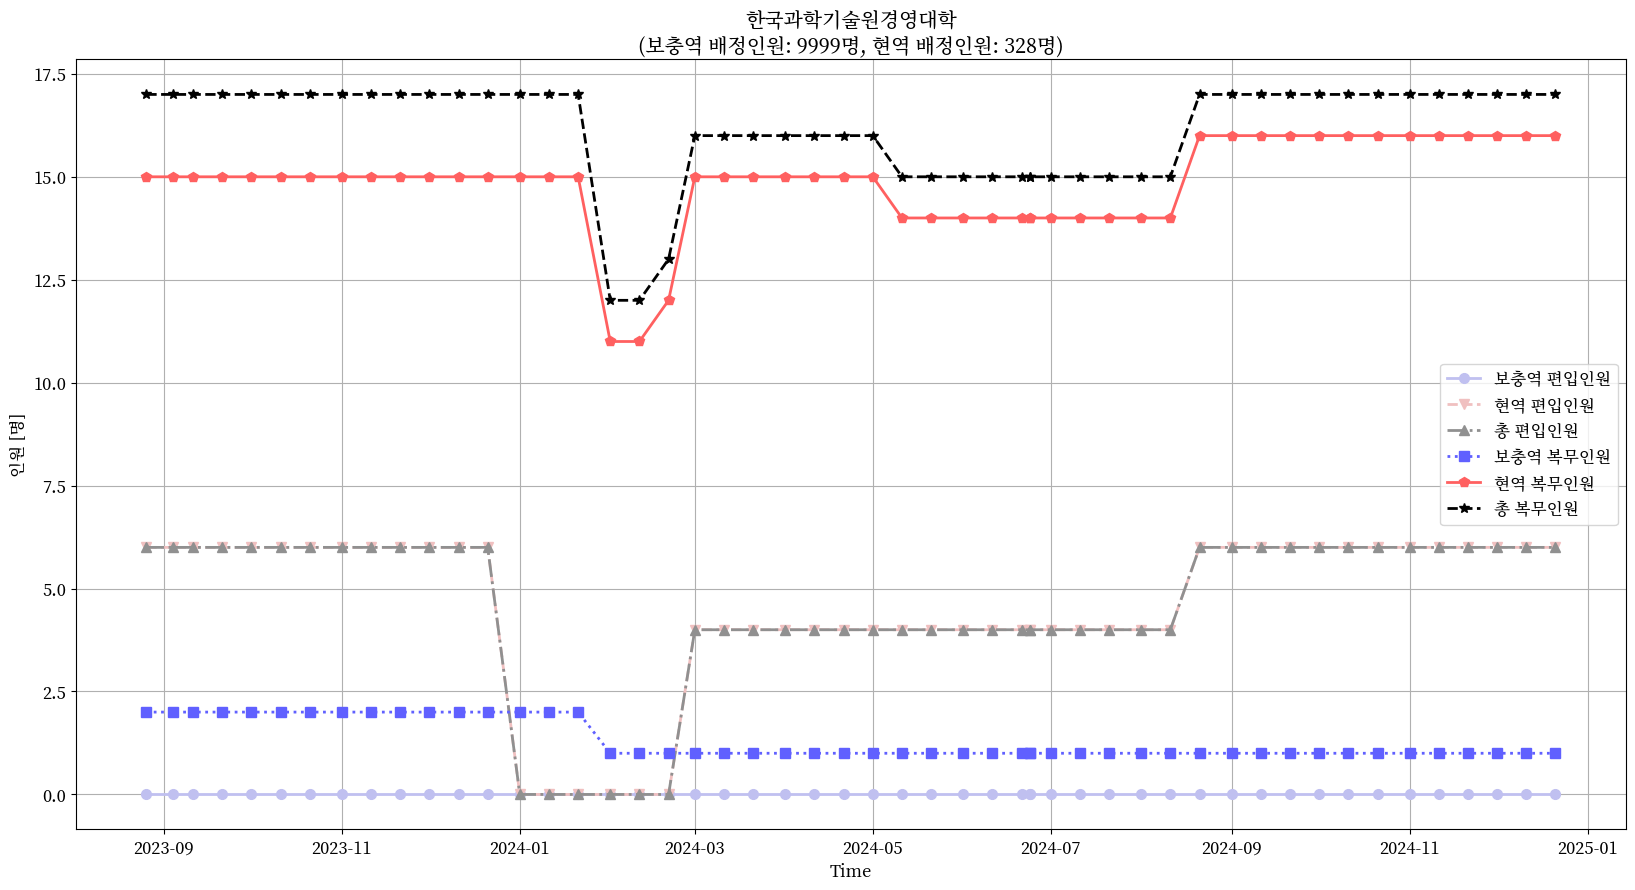 한국과학기술원경영대학
(보충역 배정인원: 9999명, 현역 배정인원: 328명)
17.5
15.0
12.5
10.0
7.5
5.0
2.5
0.0
인원 [명]
보충역 편입인원
현역 편입인원
총 편입인원
보충역 복무인원
현역 복무인원
총 복무인원
2023-09
2023-11
2024-01
2024-03
2024-05
2024-07
2024-09
2024-11
2025-01
Time